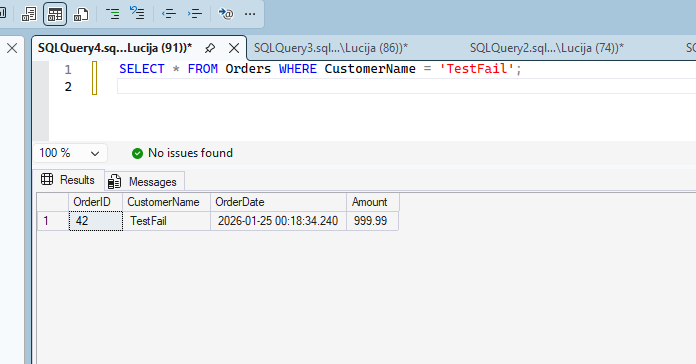 SQLQuery4.sq...Lucija (91))* SQLQuery3.sql...\Lucija (86))* SQLQuery2.sql...\Lucija (74))*
1 SELECT * FROM Orders WHERE CustomerName = 'TestFail';
2
100 % No issues found
Results Messages
OrderID CustomerName OrderDate Amount
1 42 TestFail 2026-01-25 00:18:34.240 999.99